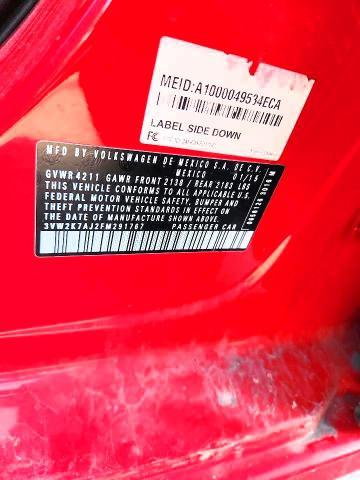 MEID:A1000049534ECA
LABEL SIDE DOWN
FC
MFD BY VOLKSWAGEN DE MEXICO S.A. DE C.V.
MEXICO 01/15
GVWR 4211 GAWR FRONT 2138 / REAR 2183 LBS
THIS VEHICLE CONFORMS TO ALL APPLICABLE U.S.
FEDERAL MOTOR VEHICLE SAFETY, BUMPER AND
THEFT PREVENTION STANDARDS IN EFFECT ON
THE DATE OF MANUFACTURE SHOWN ABOVE.
3VW2K7AJ2FM291767 PASSENGER CAR